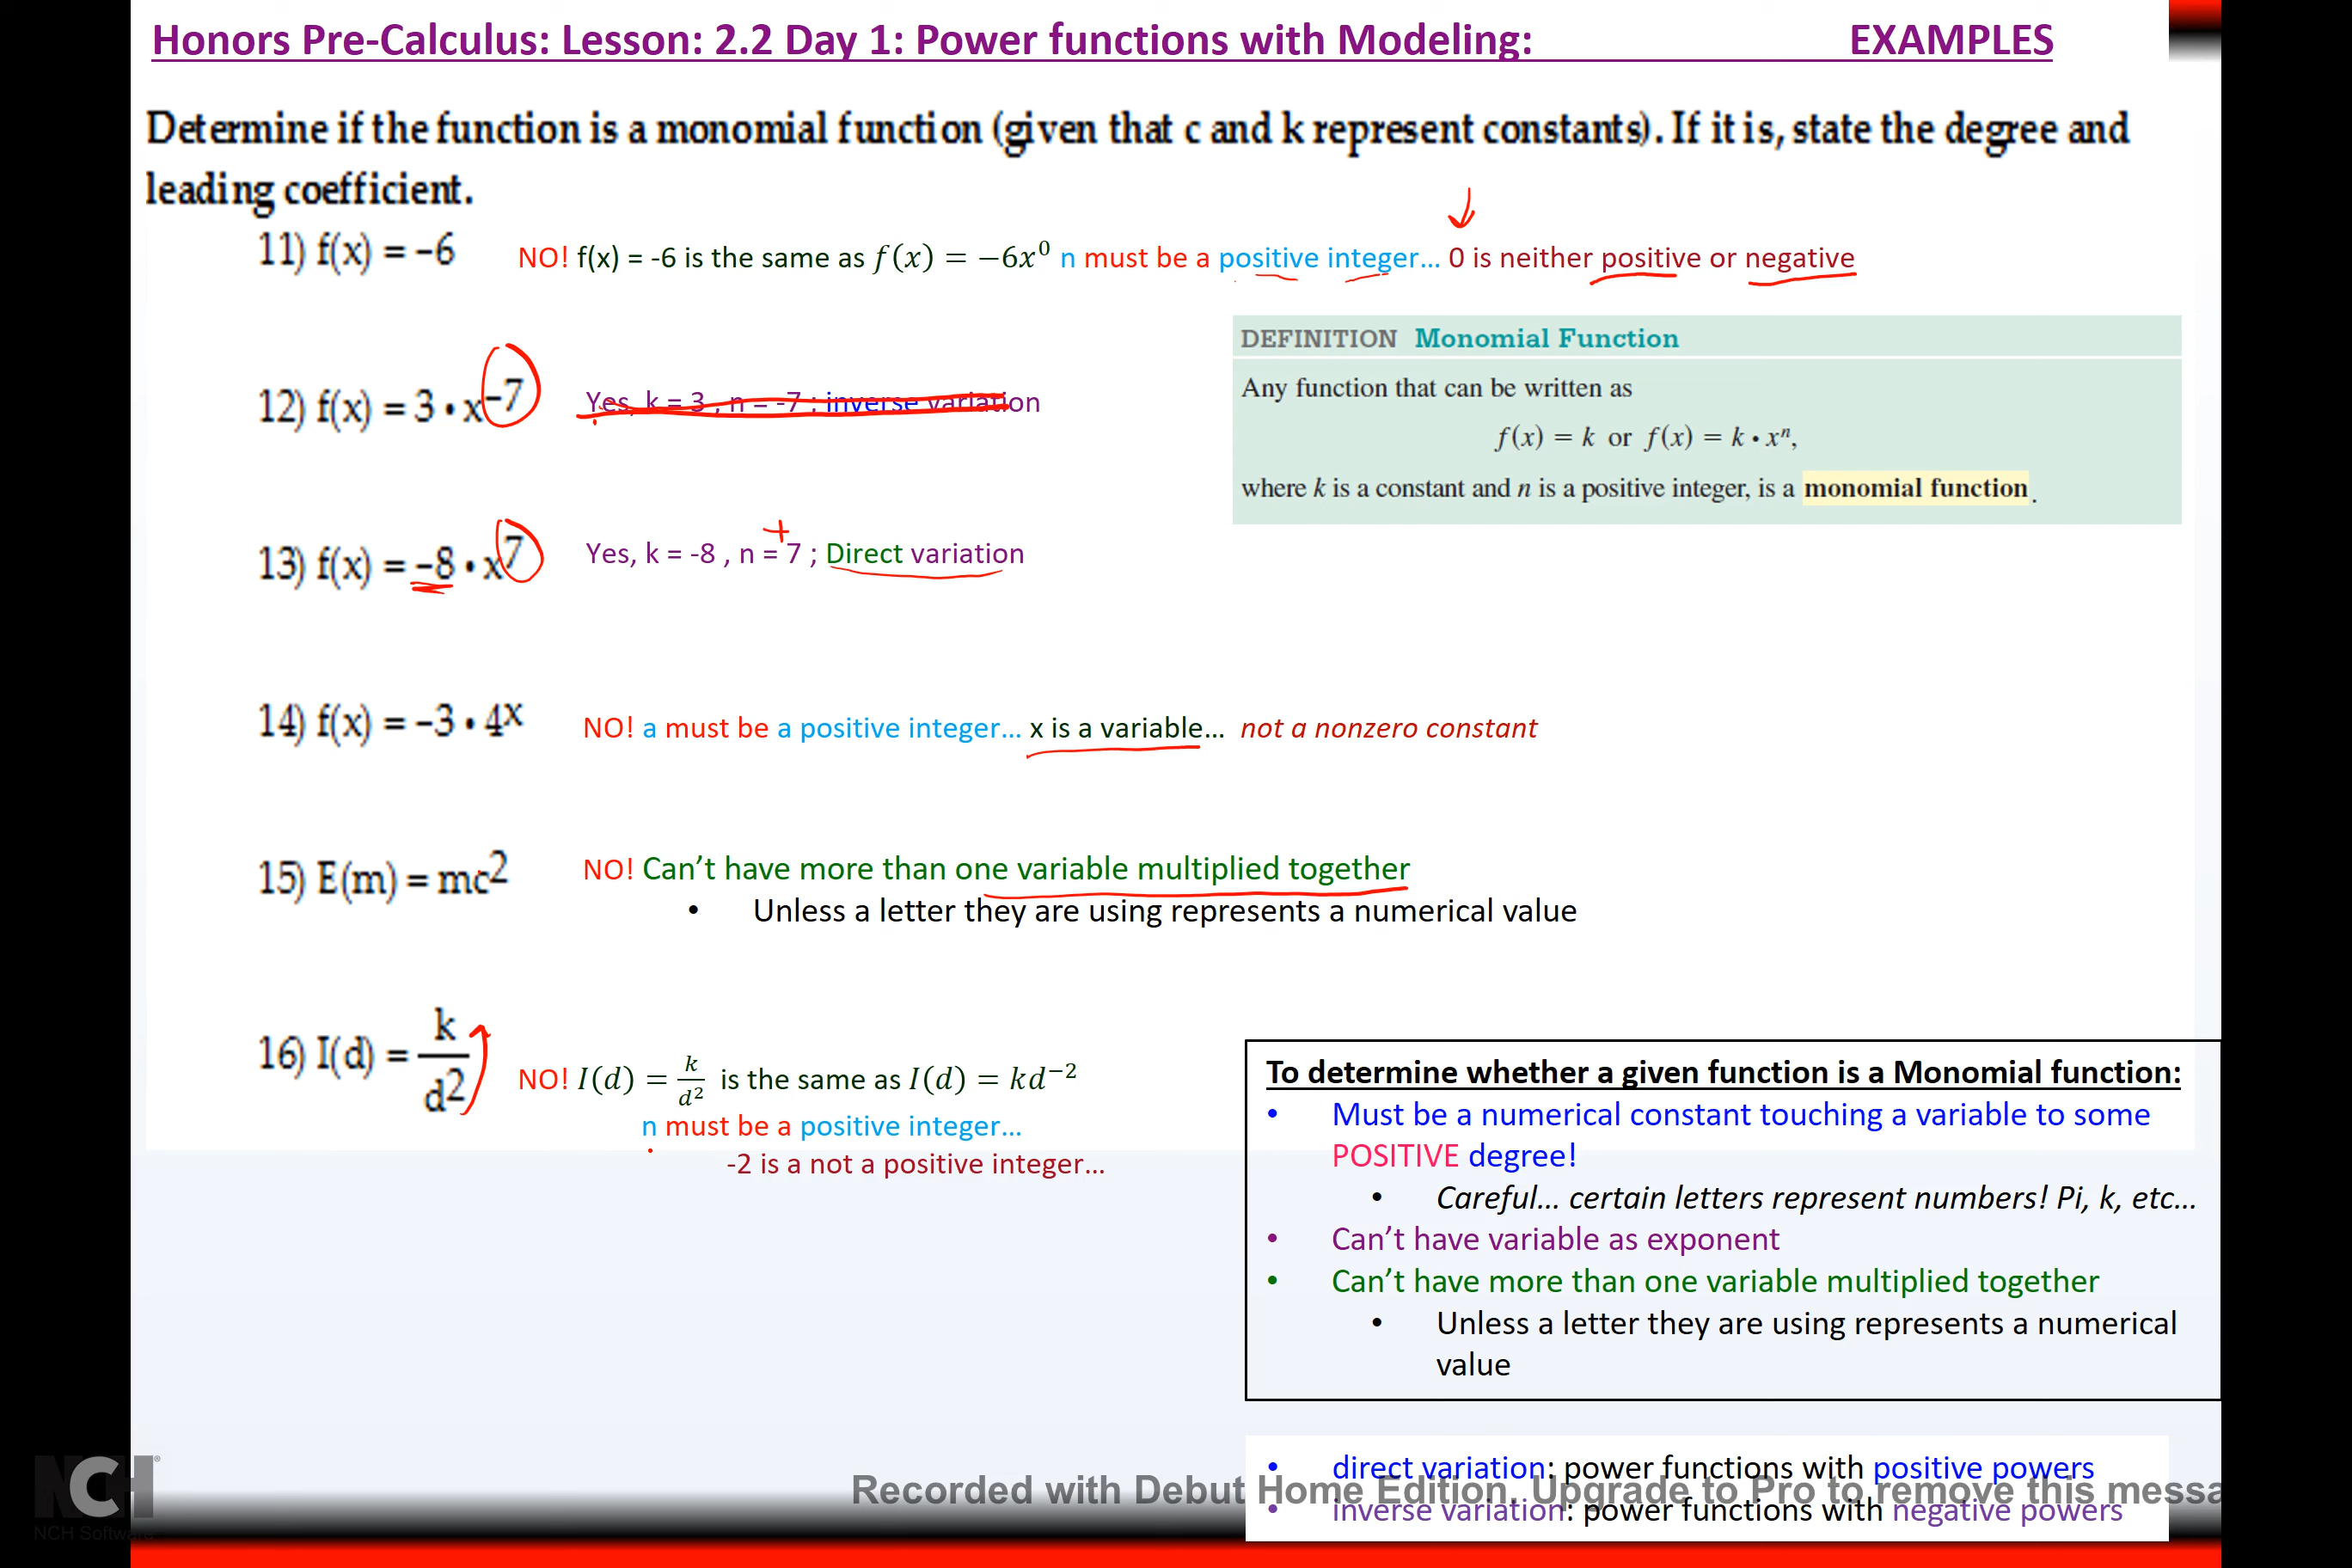 Honors Pre-Calculus: Lesson: 2.2 Day 1: Power functions with Modeling: EXAMPLES
Determine if the function is a monomial function (given that c and k represent constants). If it is, state the degree and
leading coefficient.
11) f(x) = −6 NO! f(x) = -6 is the same as f(x) = −6x⁰ n must be a positive integer... 0 is neither positive or negative
DEFINITION Monomial Function
Any function that can be written as
f(x) = k or f(x) = k • xⁿ,
where k is a constant and n is a positive integer, is a monomial function.
12) f(x) = 3 • x⁻⁷ Yes, k = 3 , n = -7 ; inverse variation
+
13) f(x) = −8 • x⁷ Yes, k = -8 , n = 7 ; Direct variation
14) f(x) = −3 • 4ˣ NO! a must be a positive integer... x is a variable... not a nonzero constant
15) E(m) = mc² NO! Can't have more than one variable multiplied together
• Unless a letter they are using represents a numerical value
16) I(d) = k/d² NO! I(d) = k/d² is the same as I(d) = kd⁻²
n must be a positive integer...
-2 is a not a positive integer...
To determine whether a given function is a Monomial function:
• Must be a numerical constant touching a variable to some
POSITIVE degree!
• Careful... certain letters represent numbers! Pi, k, etc...
• Can't have variable as exponent
• Can't have more than one variable multiplied together
• Unless a letter they are using represents a numerical
value
• direct variation: power functions with positive powers
• inverse variation: power functions with negative powers
Recorded with Debut Home Edition. Upgrade to Pro to remove this messa
NCH®
NCH Software